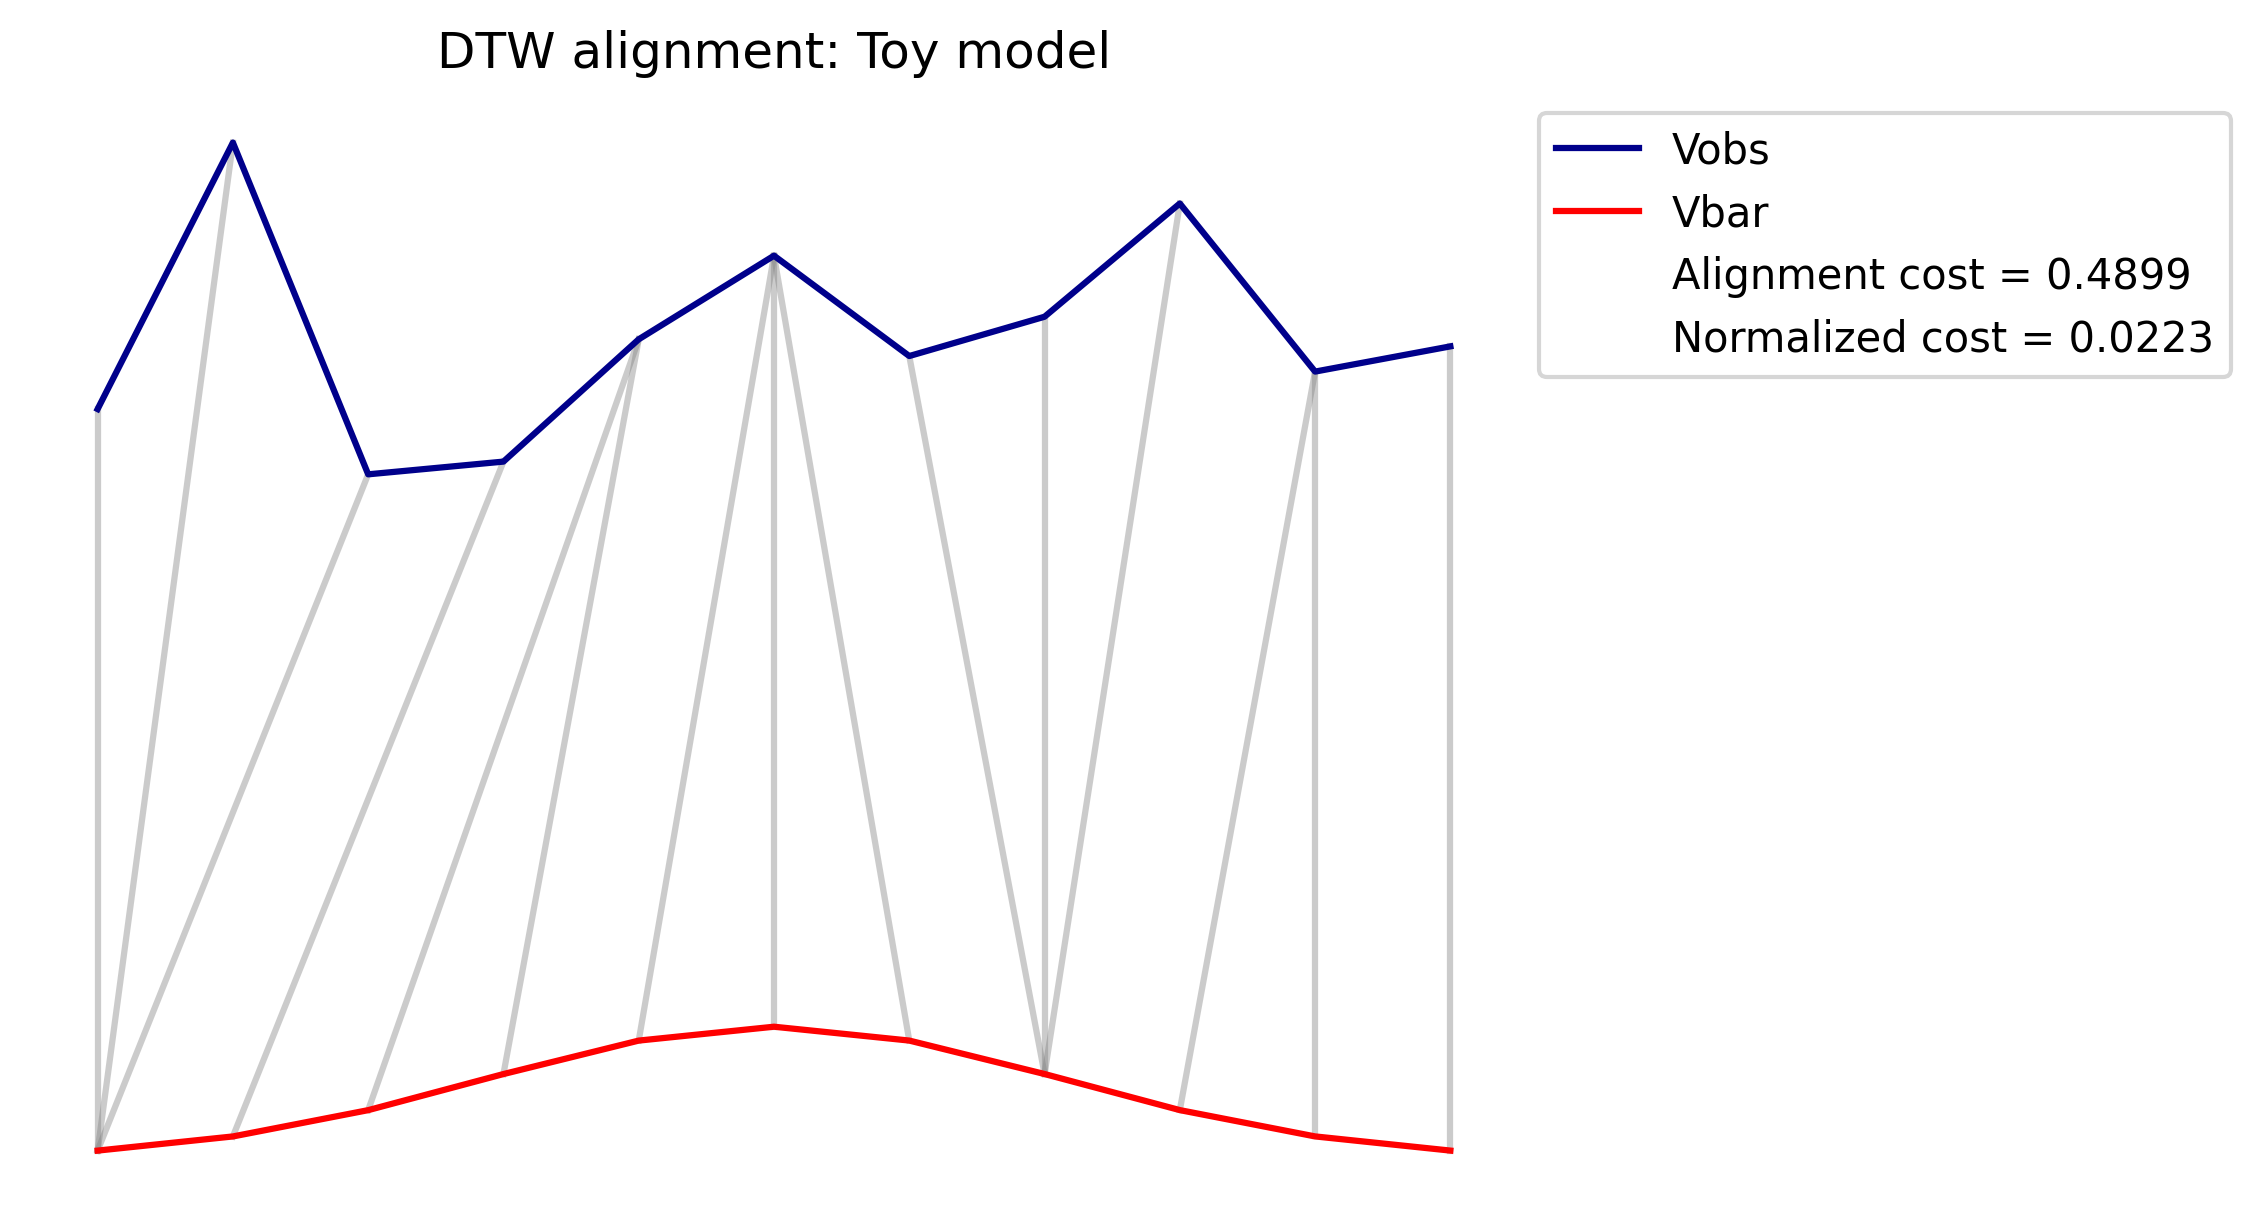 DTW alignment: Toy model
Vobs
Vbar
Alignment cost = 0.4899
Normalized cost = 0.0223